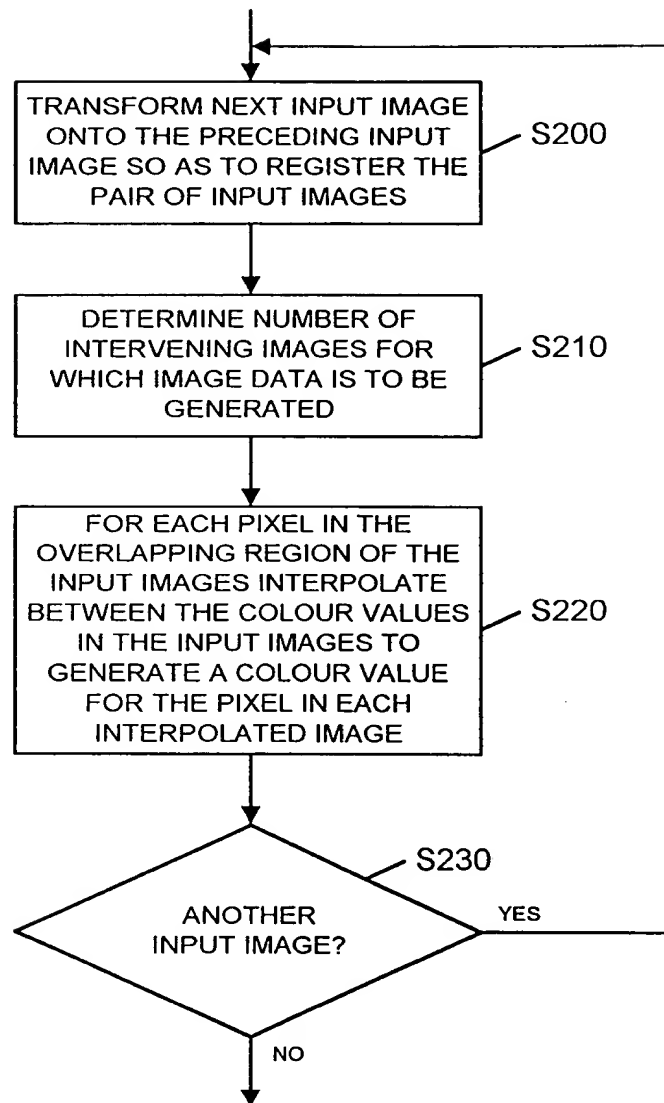 TRANSFORM NEXT INPUT IMAGE
ONTO THE PRECEDING INPUT
IMAGE SO AS TO REGISTER THE
PAIR OF INPUT IMAGES
S200
DETERMINE NUMBER OF
INTERVENING IMAGES FOR
WHICH IMAGE DATA IS TO BE
GENERATED
S210
FOR EACH PIXEL IN THE
OVERLAPPING REGION OF THE
INPUT IMAGES INTERPOLATE
BETWEEN THE COLOUR VALUES
IN THE INPUT IMAGES TO
GENERATE A COLOUR VALUE
FOR THE PIXEL IN EACH
INTERPOLATED IMAGE
S220
S230
ANOTHER
INPUT IMAGE?
YES
NO